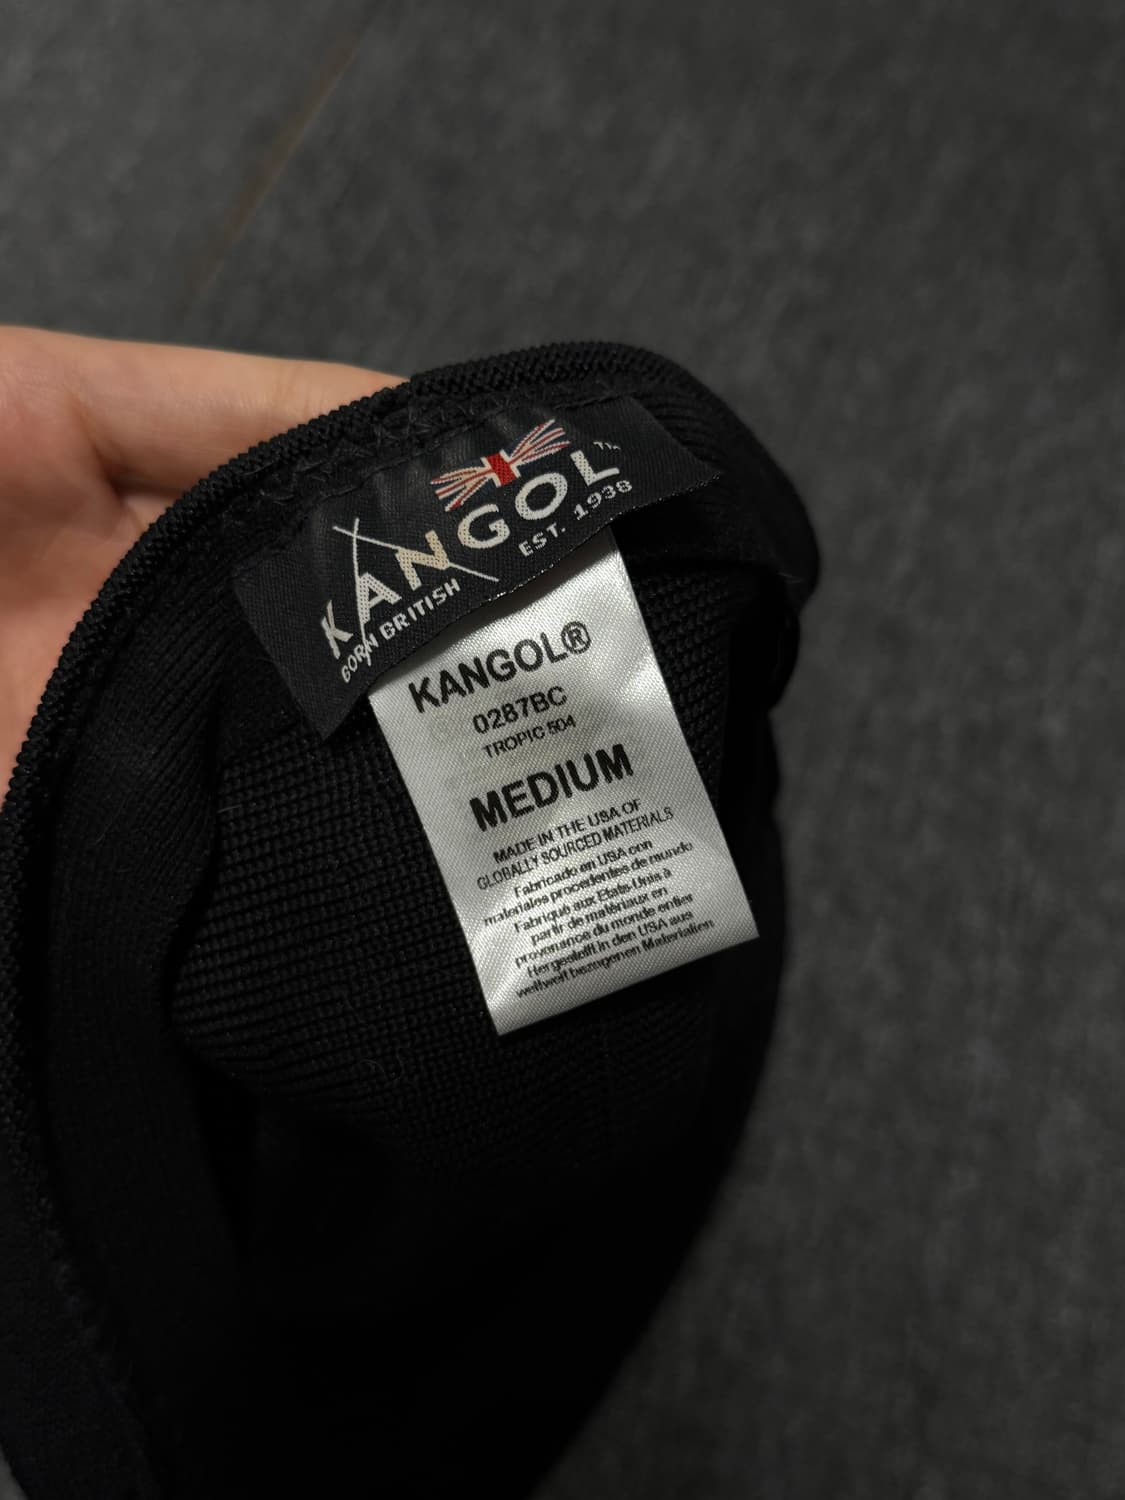 KANGOL™
BORN BRITISH EST. 1938
KANGOL®
0287BC
TROPIC 504
MEDIUM
MADE IN THE USA OF
GLOBALLY SOURCED MATERIALS
Fabricado en USA con
materiales procedentes de mundo
Fabriqué aux Etats-Unis à
partir de matériaux en
provenance du monde entier
Hergestellt in den USA aus
weltweit bezogenen Materialien